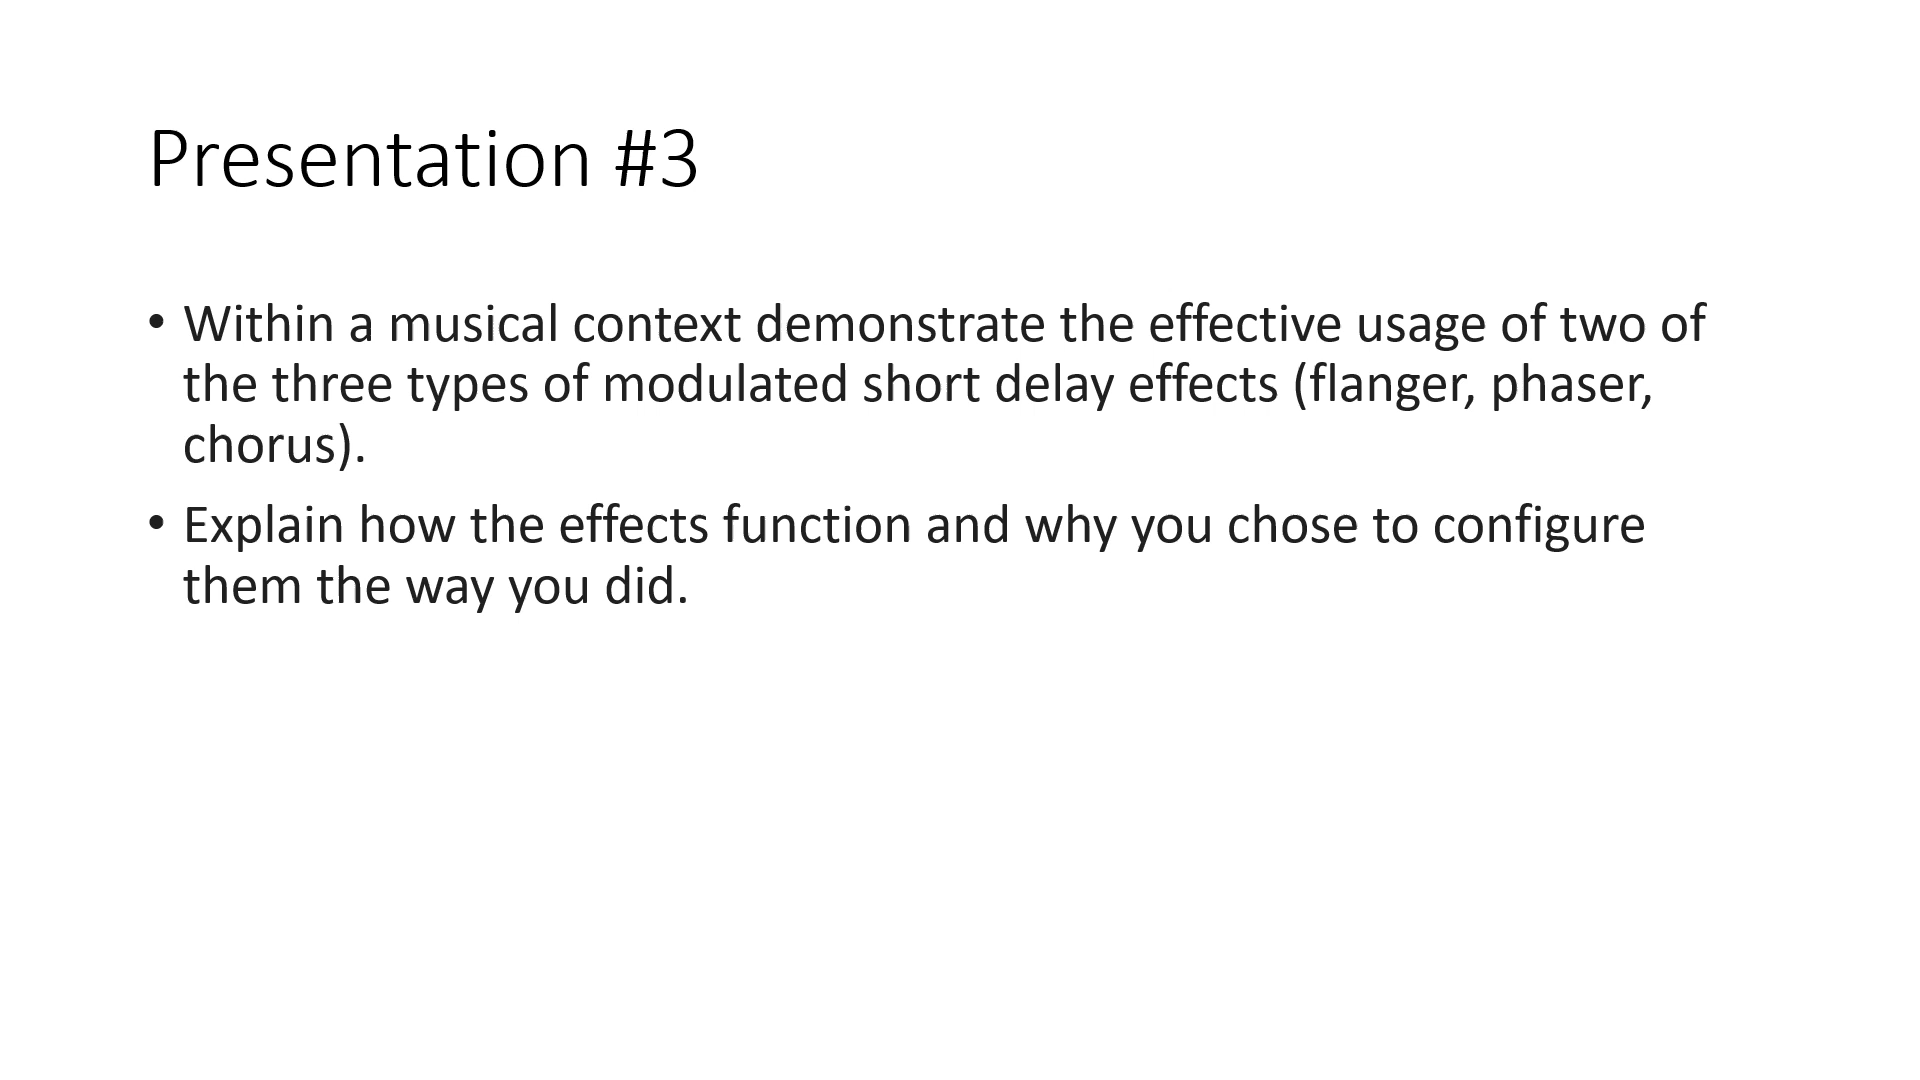 Presentation #3
• Within a musical context demonstrate the effective usage of two of
the three types of modulated short delay effects (flanger, phaser,
chorus).
• Explain how the effects function and why you chose to configure
them the way you did.